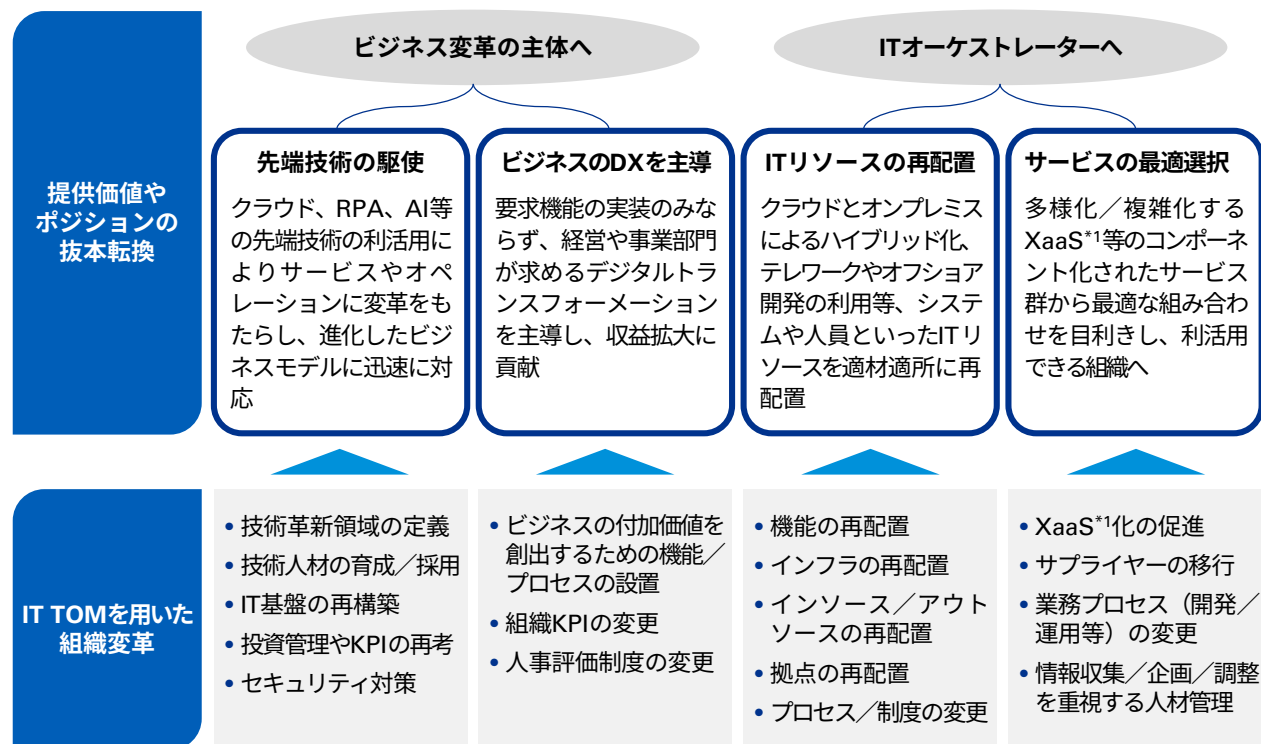 ビジネス変革の主体へ
ITオーケストレーターへ
提供価値や
ポジションの
抜本転換
先端技術の駆使
クラウド、RPA、AI等
の先端技術の利活用に
よりサービスやオペ
レーションに変革をも
たらし、進化したビジ
ネスモデルに迅速に対
応
ビジネスのDXを主導
要求機能の実装のみな
らず、経営や事業部門
が求めるデジタルトラ
ンスフォーメーション
を主導し、収益拡大に
貢献
ITリソースの再配置
クラウドとオンプレミス
によるハイブリッド化、
テレワークやオフショア
開発の利用等、システ
ムや人員といったITリ
ソースを適材適所に再
配置
サービスの最適選択
多様化／複雑化する
XaaS*1等のコンポーネ
ント化されたサービス
群から最適な組み合わ
せを目利きし、利活用
できる組織へ
IT TOMを用いた
組織変革
• 技術革新領域の定義
• 技術人材の育成／採用
• IT基盤の再構築
• 投資管理やKPIの再考
• セキュリティ対策
• ビジネスの付加価値を
創出するための機能／
プロセスの設置
• 組織KPIの変更
• 人事評価制度の変更
• 機能の再配置
• インフラの再配置
• インソース／アウト
ソースの再配置
• 拠点の再配置
• プロセス／制度の変更
• XaaS*1化の促進
• サプライヤーの移行
• 業務プロセス（開発／
運用等）の変更
• 情報収集／企画／調整
を重視する人材管理